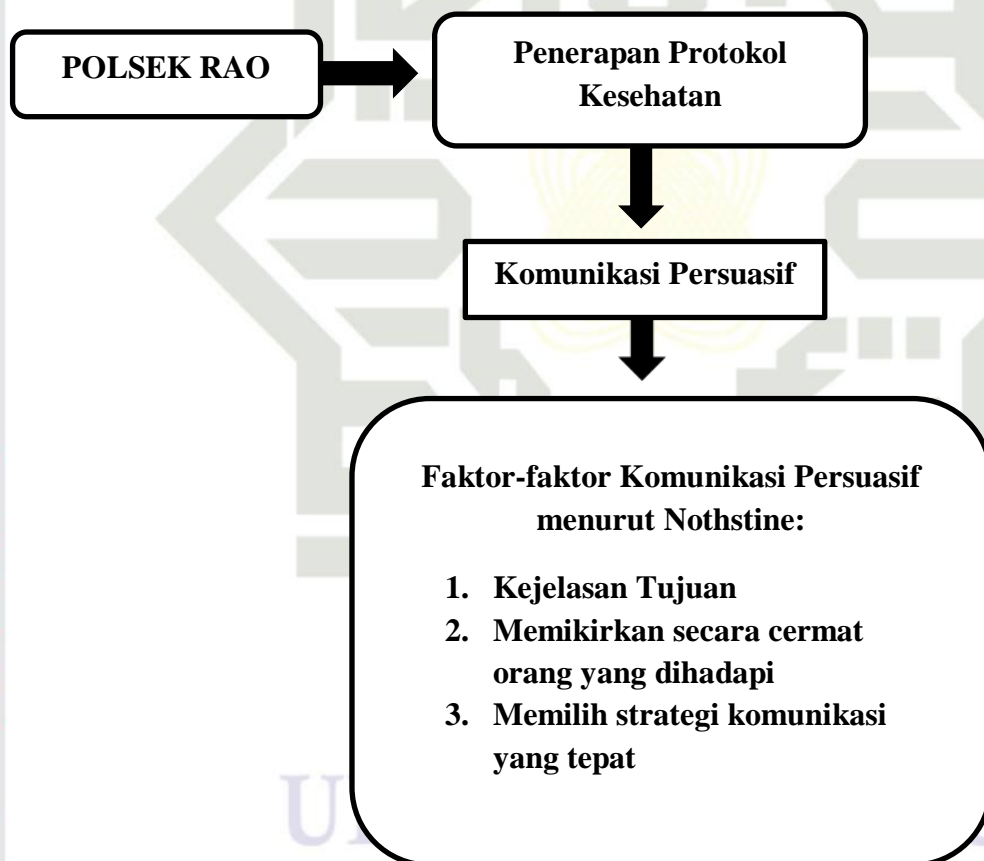 POLSEK RAO
Penerapan Protokol
Kesehatan
Komunikasi Persuasif
Faktor-faktor Komunikasi Persuasif
menurut Nothstine:
1. Kejelasan Tujuan
2. Memikirkan secara cermat
orang yang dihadapi
3. Memilih strategi komunikasi
yang tepat
U